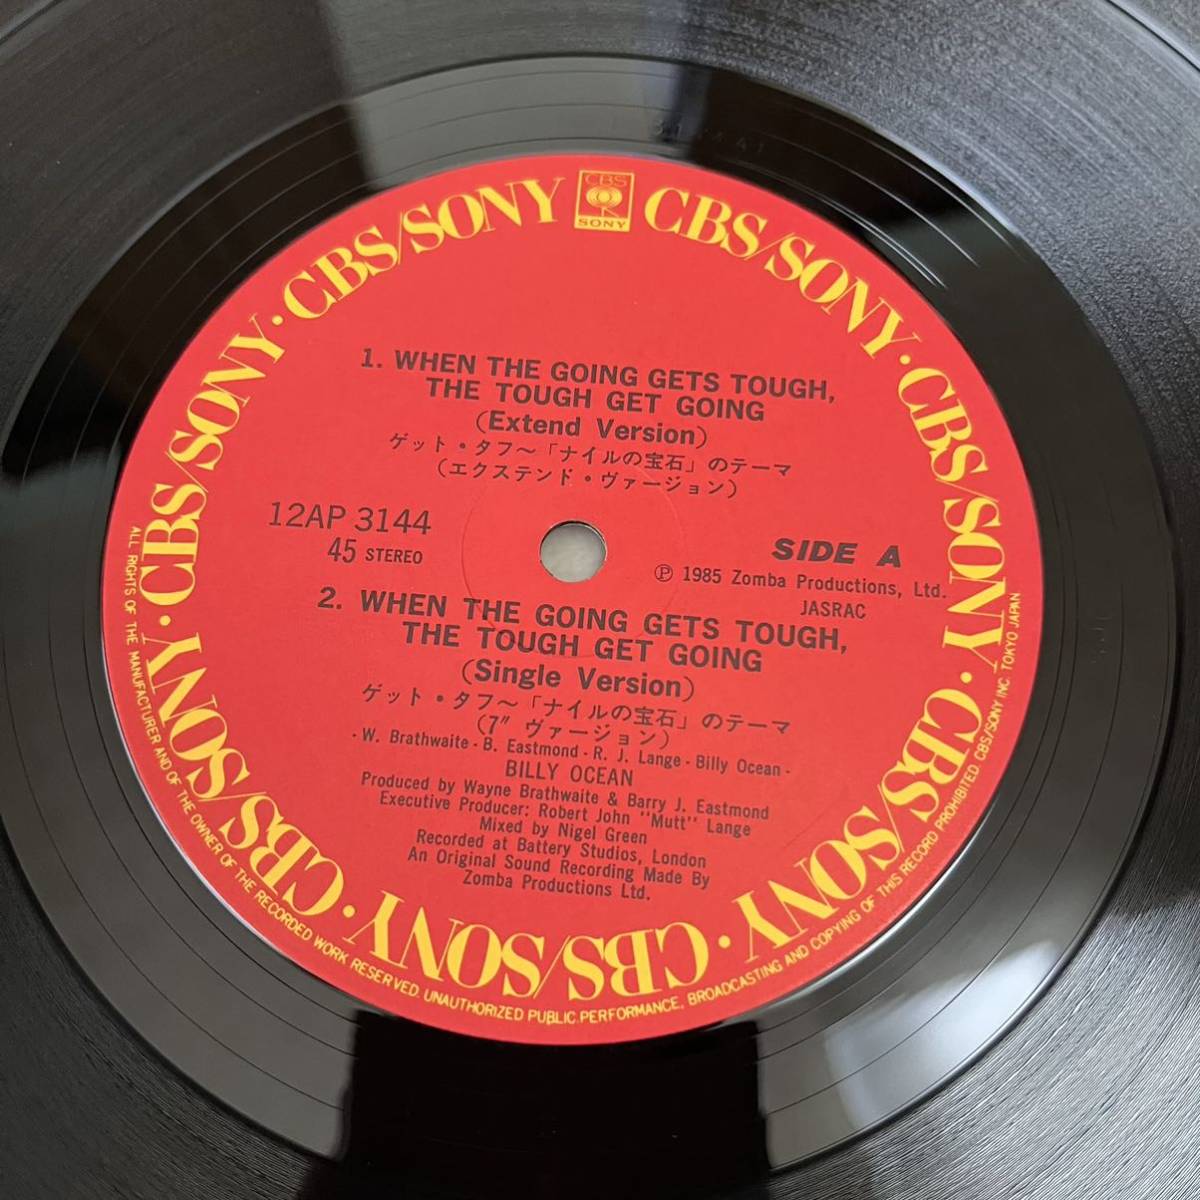 CBS
SONY
CBS/SONY · CBS/SONY · CBS/SONY · CBS/SONY · CBS/SONY · CBS/SONY · CBS/SONY · CBS/SONY · CBS/SONY
1. WHEN THE GOING GETS TOUGH,
THE TOUGH GET GOING
(Extend Version)
ゲット・タフ〜「ナイルの宝石」のテーマ
(エクステンド・ヴァージョン)
12AP 3144
45 STEREO
SIDE A
Ⓟ 1985 Zomba Productions, Ltd.
JASRAC
2. WHEN THE GOING GETS TOUGH,
THE TOUGH GET GOING
(Single Version)
ゲット・タフ〜「ナイルの宝石」のテーマ
(7″ ヴァージョン)
- W. Brathwaite - B. Eastmond - R. J. Lange - Billy Ocean -
BILLY OCEAN
Produced by Wayne Brathwaite & Barry J. Eastmond
Executive Producer: Robert John "Mutt" Lange
Mixed by Nigel Green
Recorded at Battery Studios, London
An Original Sound Recording Made By
Zomba Productions Ltd.
ALL RIGHTS OF THE MANUFACTURER AND OF THE OWNER OF THE RECORDED WORK RESERVED. UNAUTHORIZED PUBLIC PERFORMANCE, BROADCASTING AND COPYING OF THIS RECORD PROHIBITED CBS/SONY INC. TOKYO JAPAN